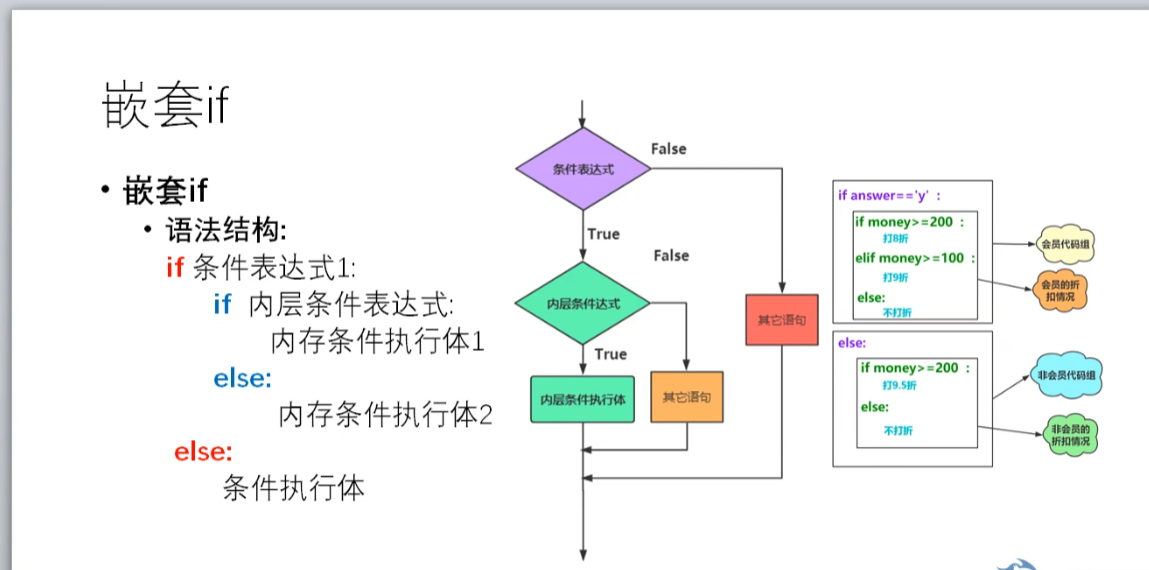 嵌套if
• 嵌套if
• 语法结构:
if 条件表达式1:
if 内层条件表达式:
内存条件执行体1
else:
内存条件执行体2
else:
条件执行体
条件表达式
False
True
内层条件达式
False
True
内层条件执行体
其它语句
其它语句
if answer=='y' :
if money>=200 :
打8折
elif money>=100 :
打9折
else:
不打折
会员代码组
会员的折
扣情况
else:
if money>=200 :
打9.5折
else:
不打折
非会员代码组
非会员的
折扣情况